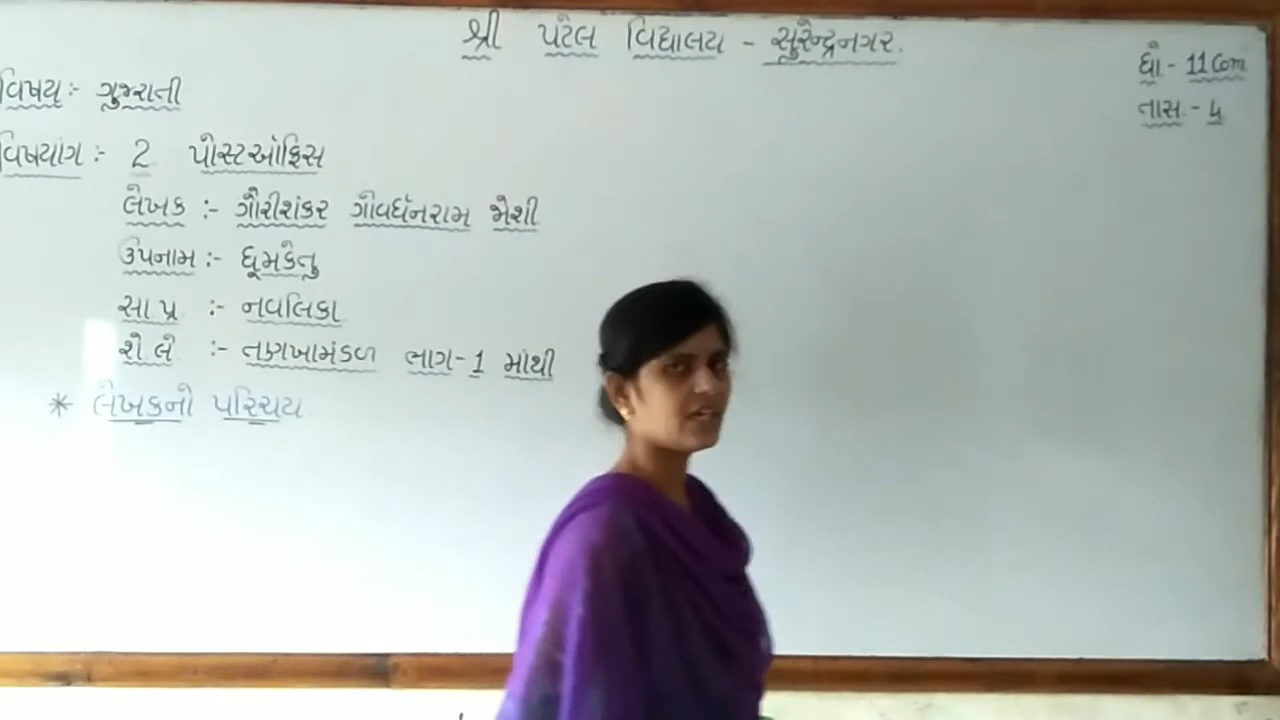 શ્રી પટેલ વિદ્યાલય - સુરેન્દ્રનગર.
ધો - 11 Com
તાસ - 5
વિષય :- ગુજરાતી
વિષયાંગ :- 2 પોસ્ટઑફિસ
લેખક :- ગૌરીશંકર ગોવર્ધનરામ જોશી
ઉપનામ :- ધૂમકેતુ
સા પ્ર :- નવલિકા
શો લે :- તણખામંડળ ભાગ-1 માંથી
* લેખકનો પરિચય